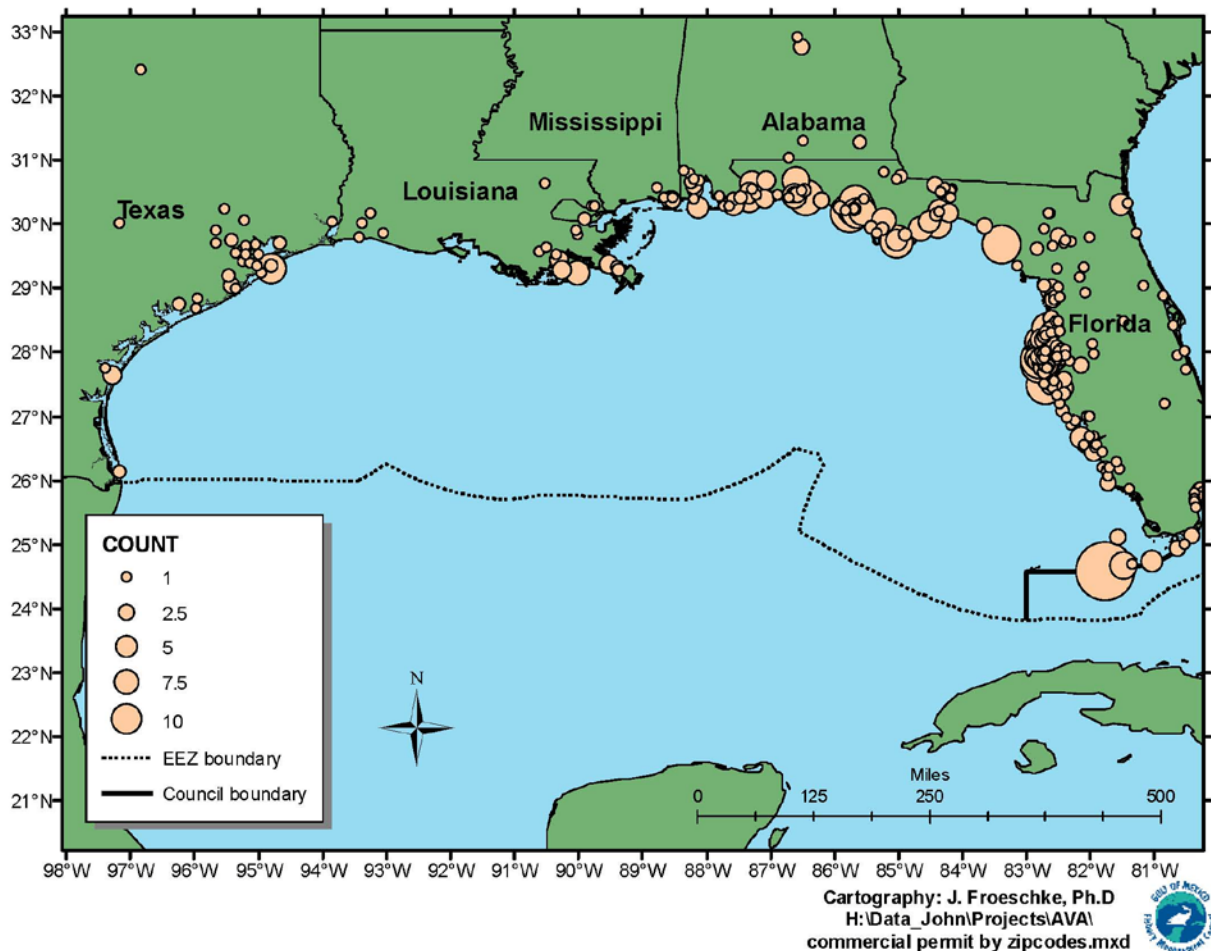 33°N
32°N
31°N
30°N
29°N
28°N
27°N
26°N
25°N
24°N
23°N
22°N
21°N
Mississippi
Alabama
Louisiana
Texas
Florida
COUNT
1
2.5
5
7.5
10
EEZ boundary
Council boundary
N
Miles
0 125 250 500
98°W 97°W 96°W 95°W 94°W 93°W 92°W 91°W 90°W 89°W 88°W 87°W 86°W 85°W 84°W 83°W 82°W 81°W
Cartography: J. Froeschke, Ph.D
H:\Data_John\Projects\AVA\
commercial permit by zipcodes.mxd
GULF OF MEXICO